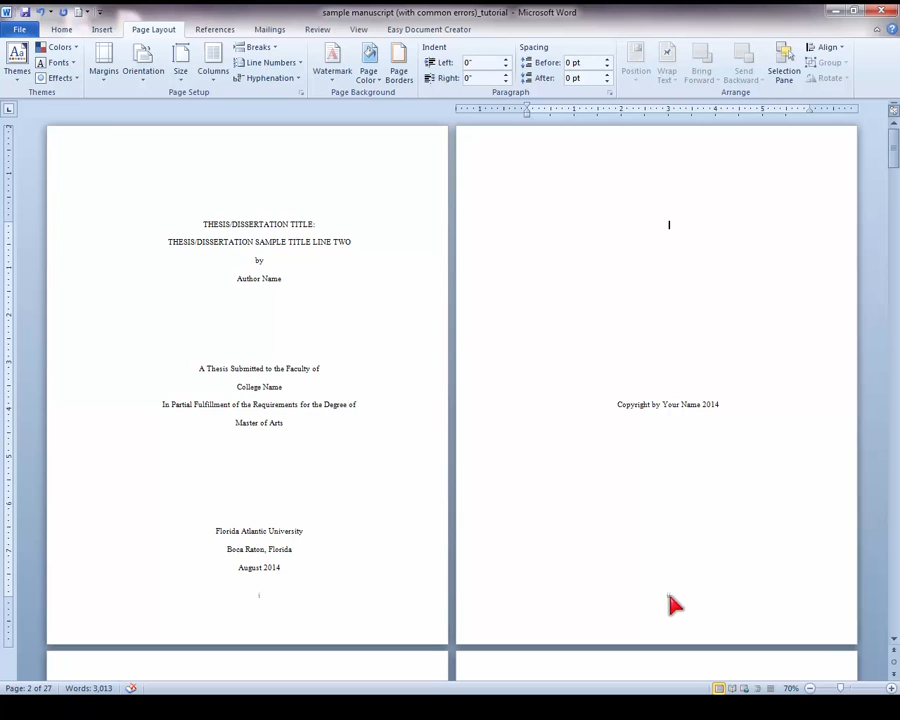 sample manuscript (with common errors)_tutorial - Microsoft Word
File Home Insert Page Layout References Mailings Review View Easy Document Creator
Themes
Colors
Fonts
Effects
Themes
Margins
Orientation
Size
Columns
Breaks
Line Numbers
Hyphenation
Page Setup
Watermark
Page Color
Page Borders
Page Background
Indent
Left: 0"
Right: 0"
Spacing
Before: 0 pt
After: 0 pt
Paragraph
Position
Wrap Text
Bring Forward
Send Backward
Selection Pane
Align
Group
Rotate
Arrange
THESIS/DISSERTATION TITLE:
THESIS/DISSERTATION SAMPLE TITLE LINE TWO
by
Author Name
A Thesis Submitted to the Faculty of
College Name
In Partial Fulfillment of the Requirements for the Degree of
Master of Arts
Florida Atlantic University
Boca Raton, Florida
August 2014
i
Copyright by Your Name 2014
Page: 2 of 27 Words: 3,013
70%